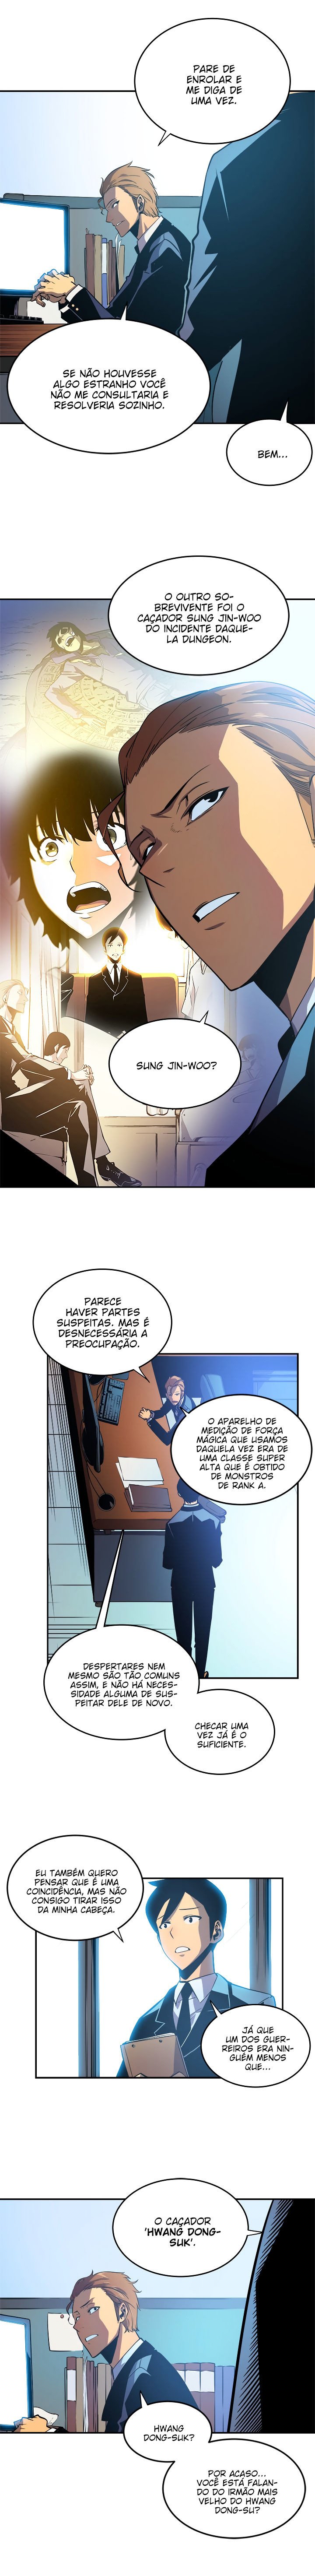 PARE DE
ENROLAR E
ME DIGA DE
UMA VEZ.
SE NÃO HOUVESSE
ALGO ESTRANHO VOCÊ
NÃO ME CONSULTARIA E
RESOLVERIA SOZINHO.
BEM...
O OUTRO SO-
BREVIVENTE FOI O
CAÇADOR SUNG JIN-WOO
DO INCIDENTE DAQUE-
LA DUNGEON.
SUNG JIN-WOO?
PARECE
HAVER PARTES
SUSPEITAS. MAS É
DESNECESSÁRIA A
PREOCUPAÇÃO.
O APARELHO DE
MEDIÇÃO DE FORÇA
MÁGICA QUE USAMOS
DAQUELA VEZ ERA DE
UMA CLASSE SUPER
ALTA QUE É OBTIDO
DE MONSTROS
DE RANK A.
DESPERTARES NEM
MESMO SÃO TÃO COMUNS
ASSIM, E NÃO HÁ NECES-
SIDADE ALGUMA DE SUS-
PEITAR DELE DE NOVO.
CHECAR UMA
VEZ JÁ É O
SUFICIENTE.
EU TAMBÉM QUERO
PENSAR QUE É UMA
COINCIDÊNCIA, MAS NÃO
CONSIGO TIRAR ISSO
DA MINHA CABEÇA.
JÁ QUE
UM DOS GUER-
REIROS ERA NIN-
GUÉM MENOS
QUE...
O CAÇADOR
'HWANG DONG-
SUK'.
HWANG
DONG-SUK?
POR ACASO...
VOCÊ ESTÁ FALAN-
DO DO IRMÃO MAIS
VELHO DO HWANG
DONG-SU?